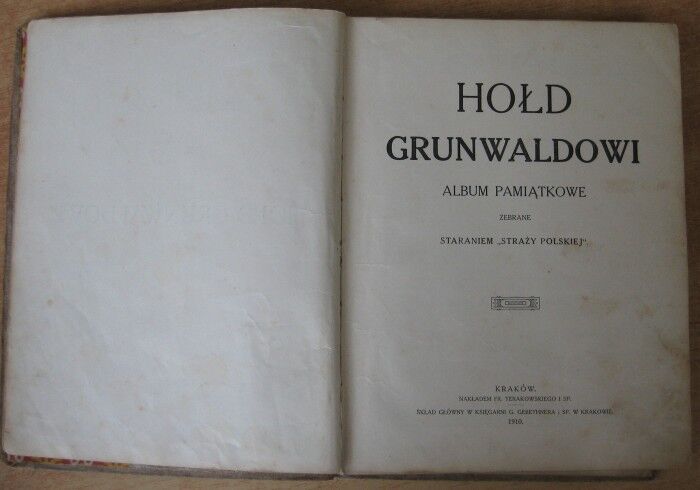 HOŁD
GRUNWALDOWI
ALBUM PAMIĄTKOWE
ZEBRANE
STARANIEM „STRAŻY POLSKIEJ“.
KRAKÓW.
NAKŁADEM FR. TERAKOWSKIEGO I SP.
SKŁAD GŁÓWNY W KSIĘGARNI G. GEBETHNERA i SP. W KRAKOWIE.
1910.